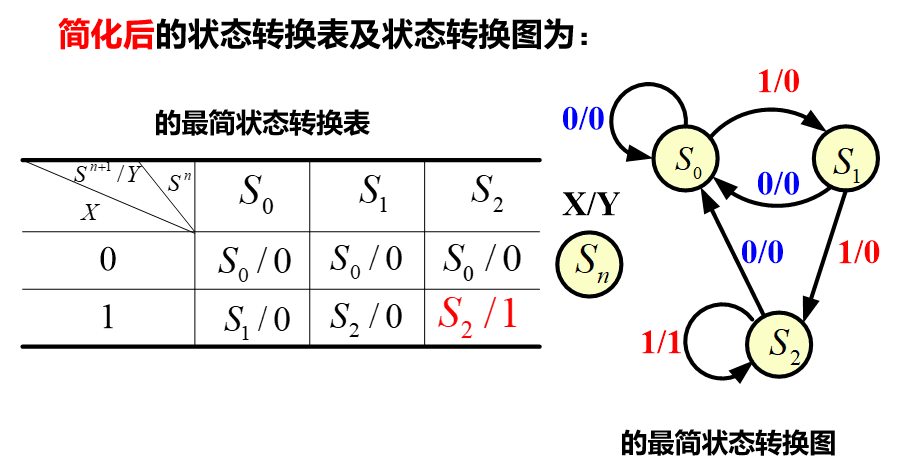 简化后的状态转换表及状态转换图为：
的最简状态转换表
S^{n+1}/Y S^n
X
S_0 S_1 S_2
0 S_0/0 S_0/0 S_0/0
1 S_1/0 S_2/0 S_2/1
1/0
0/0
S_0 S_1
0/0
X/Y
S_n
0/0 1/0
1/1
S_2
的最简状态转换图